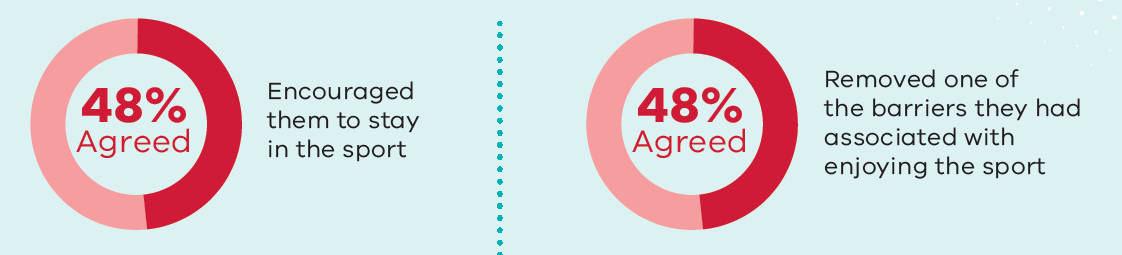 48%
Agreed
Encouraged
them to stay
in the sport
48%
Agreed
Removed one of
the barriers they had
associated with
enjoying the sport